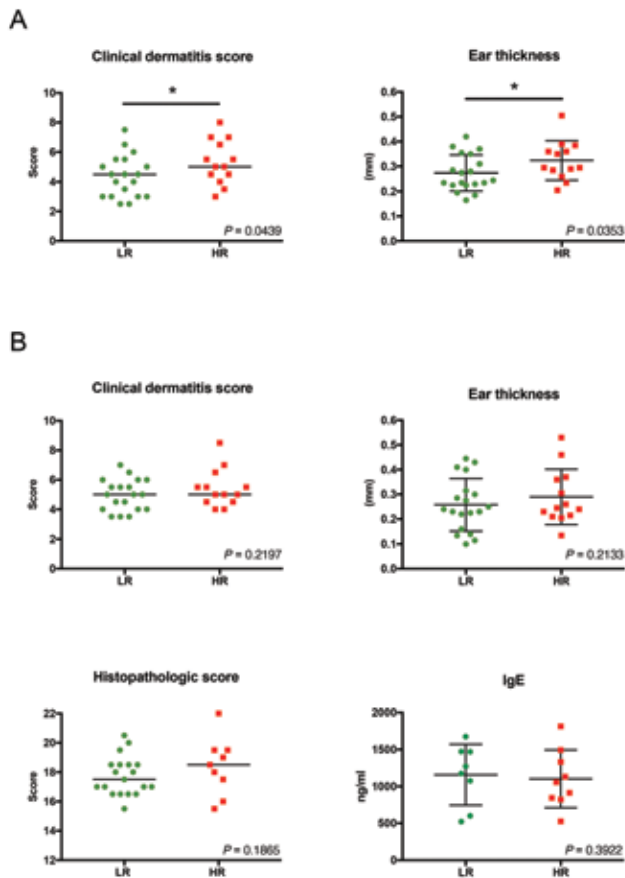 A
Clinical dermatitis score
Ear thickness
*
*
10
8
6
4
2
0
Score
LR
HR
P = 0.0439
0.6
0.5
0.4
0.3
0.2
0.1
0.0
(mm)
LR
HR
P = 0.0353
B
Clinical dermatitis score
Ear thickness
10
8
6
4
2
0
Score
LR
HR
P = 0.2197
0.6
0.5
0.4
0.3
0.2
0.1
0.0
(mm)
LR
HR
P = 0.2133
Histopathologic score
IgE
22
20
18
16
14
12
Score
LR
HR
P = 0.1865
2000
1500
1000
500
0
ng/ml
LR
HR
P = 0.3922